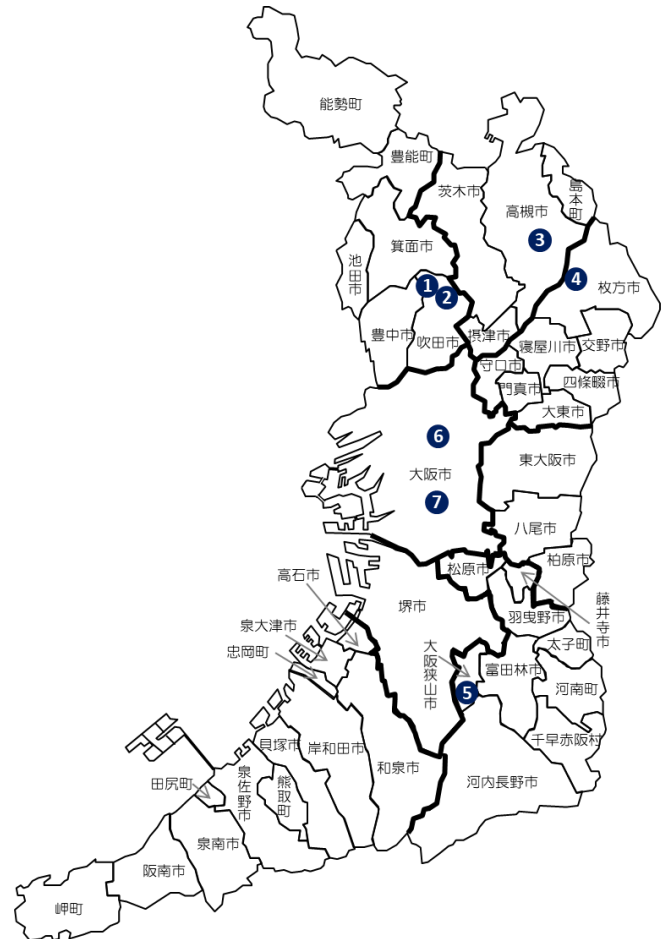 能勢町
豊能町
茨木市
高槻市
島本町
箕面市
池田市
3
1
2
4
枚方市
豊中市
吹田市
摂津市
守口市
寝屋川市
交野市
門真市
四條畷市
大東市
6
東大阪市
大阪市
7
八尾市
柏原市
松原市
高石市
藤井寺市
堺市
羽曳野市
泉大津市
太子町
忠岡町
大阪狭山市
富田林市
河南町
5
千早赤阪村
貝塚市
岸和田市
和泉市
河内長野市
田尻町
泉佐野市
熊取町
泉南市
阪南市
岬町